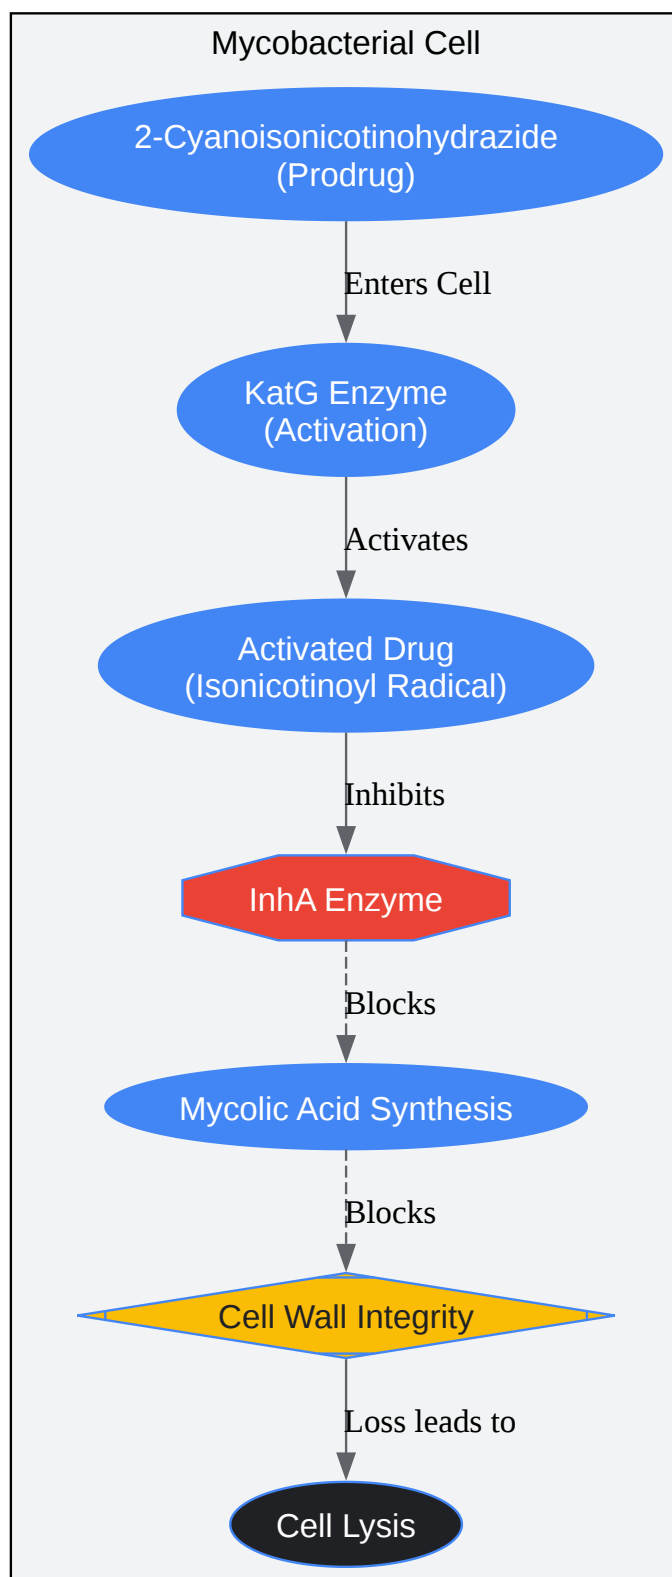 Mycobacterial Cell
2-Cyanoisonicotinohydrazide
(Prodrug)
Enters Cell
KatG Enzyme
(Activation)
Activates
Activated Drug
(Isonicotinoyl Radical)
Inhibits
InhA Enzyme
Blocks
Mycolic Acid Synthesis
Blocks
Cell Wall Integrity
Loss leads to
Cell Lysis